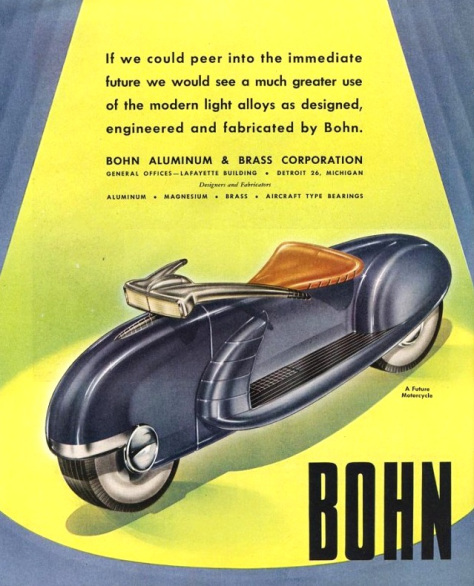 If we could peer into the immediate
future we would see a much greater use
of the modern light alloys as designed,
engineered and fabricated by Bohn.
BOHN ALUMINUM & BRASS CORPORATION
GENERAL OFFICES—LAFAYETTE BUILDING • DETROIT 26, MICHIGAN
Designers and Fabricators
ALUMINUM • MAGNESIUM • BRASS • AIRCRAFT TYPE BEARINGS
A Future
Motorcycle
BOHN